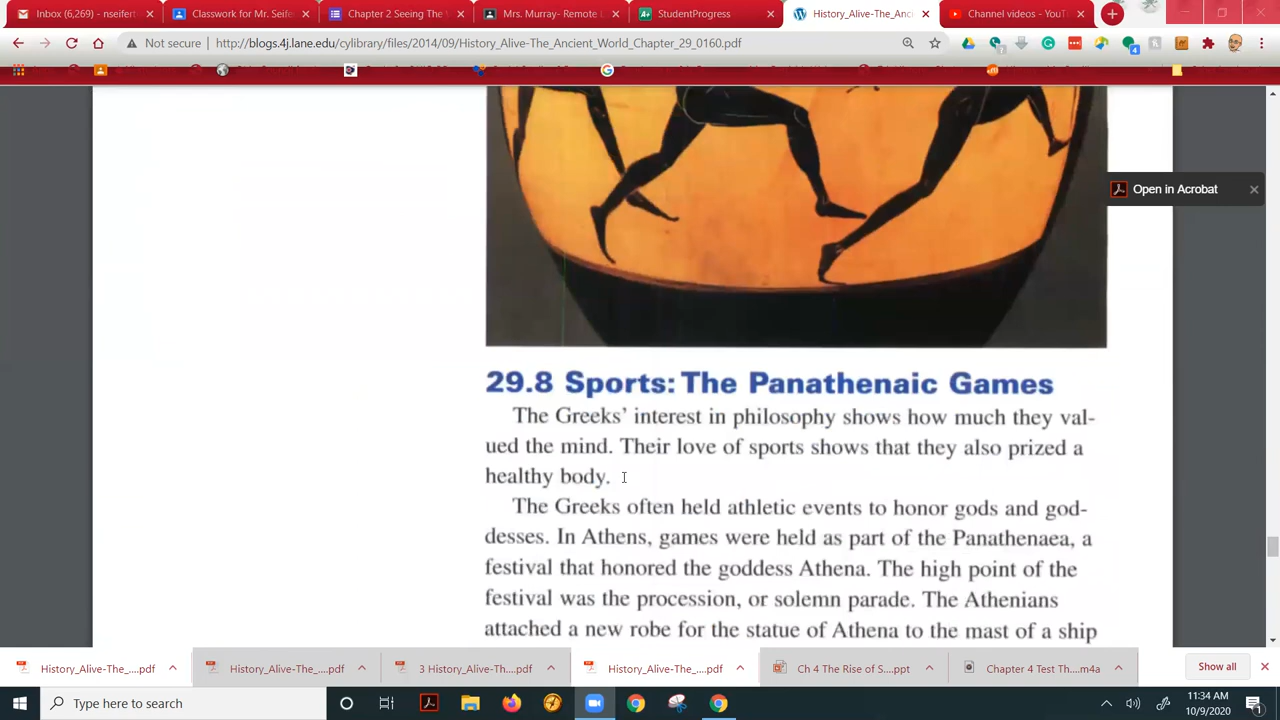 Inbox (6,269) - nseifert
Classwork for Mr. Seife
Chapter 2 Seeing The W
Mrs. Murray- Remote L
StudentProgress
History_Alive-The_Anci
Channel videos - YouT
Not secure | http://blogs.4j.lane.edu/cylibrary/files/2014/09/History_Alive-The_Ancient_World_Chapter_29_0160.pdf
Open in Acrobat
29.8 Sports: The Panathenaic Games
The Greeks' interest in philosophy shows how much they val-
ued the mind. Their love of sports shows that they also prized a
healthy body.
The Greeks often held athletic events to honor gods and god-
desses. In Athens, games were held as part of the Panathenaea, a
festival that honored the goddess Athena. The high point of the
festival was the procession, or solemn parade. The Athenians
attached a new robe for the statue of Athena to the mast of a ship
History_Alive-The_....pdf
History_Alive-The_....pdf
3 History_Alive-Th....pdf
History_Alive-The_....pdf
Ch 4 The Rise of S....ppt
Chapter 4 Test Th....m4a
Show all
Type here to search
11:34 AM
10/9/2020